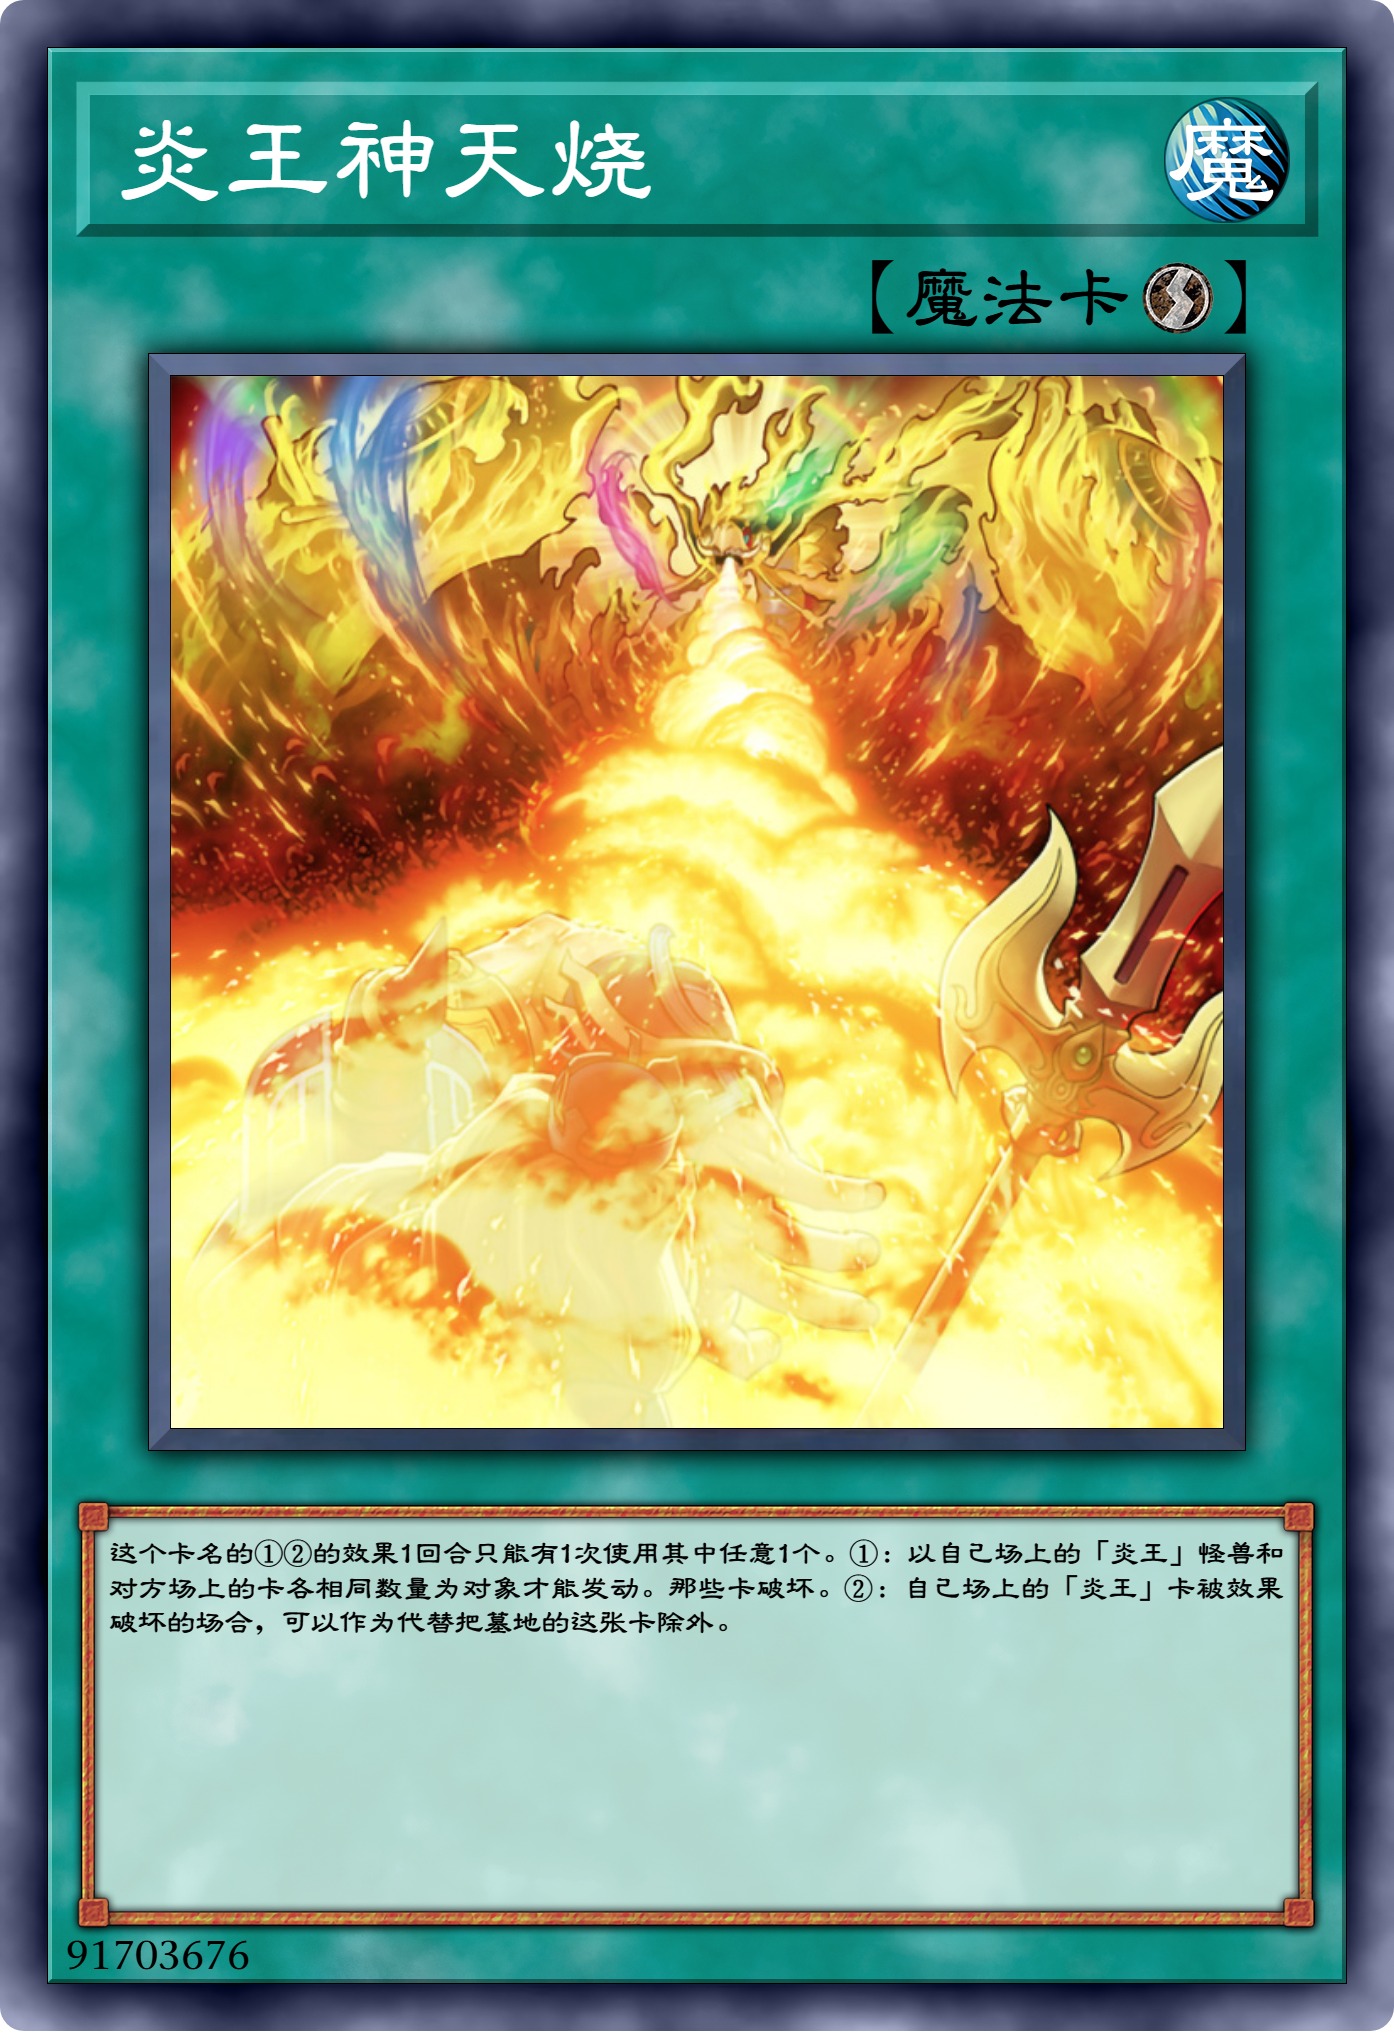 炎王神天烧
魔
【魔法卡】
这个卡名的①②的效果1回合只能有1次使用其中任意1个。①：以自己场上的「炎王」怪兽和
对方场上的卡各相同数量为对象才能发动。那些卡破坏。②：自己场上的「炎王」卡被效果
破坏的场合，可以作为代替把墓地的这张卡除外。
91703676